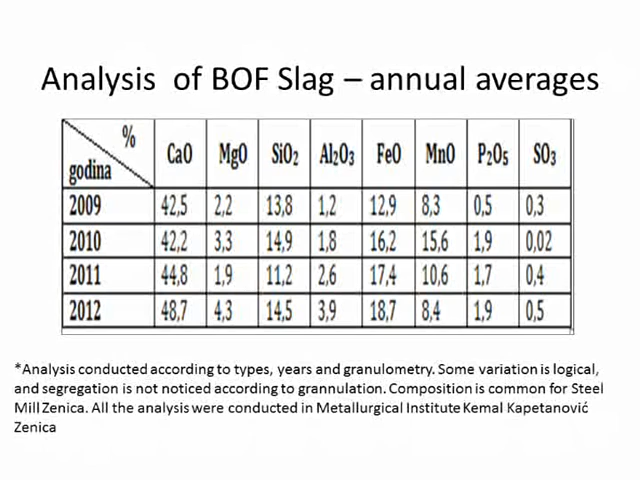 Analysis of BOF Slag – annual averages
% godina CaO MgO SiO₂ Al₂O₃ FeO MnO P₂O₅ SO₃
2009 42,5 2,2 13,8 1,2 12,9 8,3 0,5 0,3
2010 42,2 3,3 14,9 1,8 16,2 15,6 1,9 0,02
2011 44,8 1,9 11,2 2,6 17,4 10,6 1,7 0,4
2012 48,7 4,3 14,5 3,9 18,7 8,4 1,9 0,5
*Analysis conducted according to types, years and granulometry. Some variation is logical,
and segregation is not noticed according to grannulation. Composition is common for Steel
Mill Zenica. All the analysis were conducted in Metallurgical Institute Kemal Kapetanović
Zenica